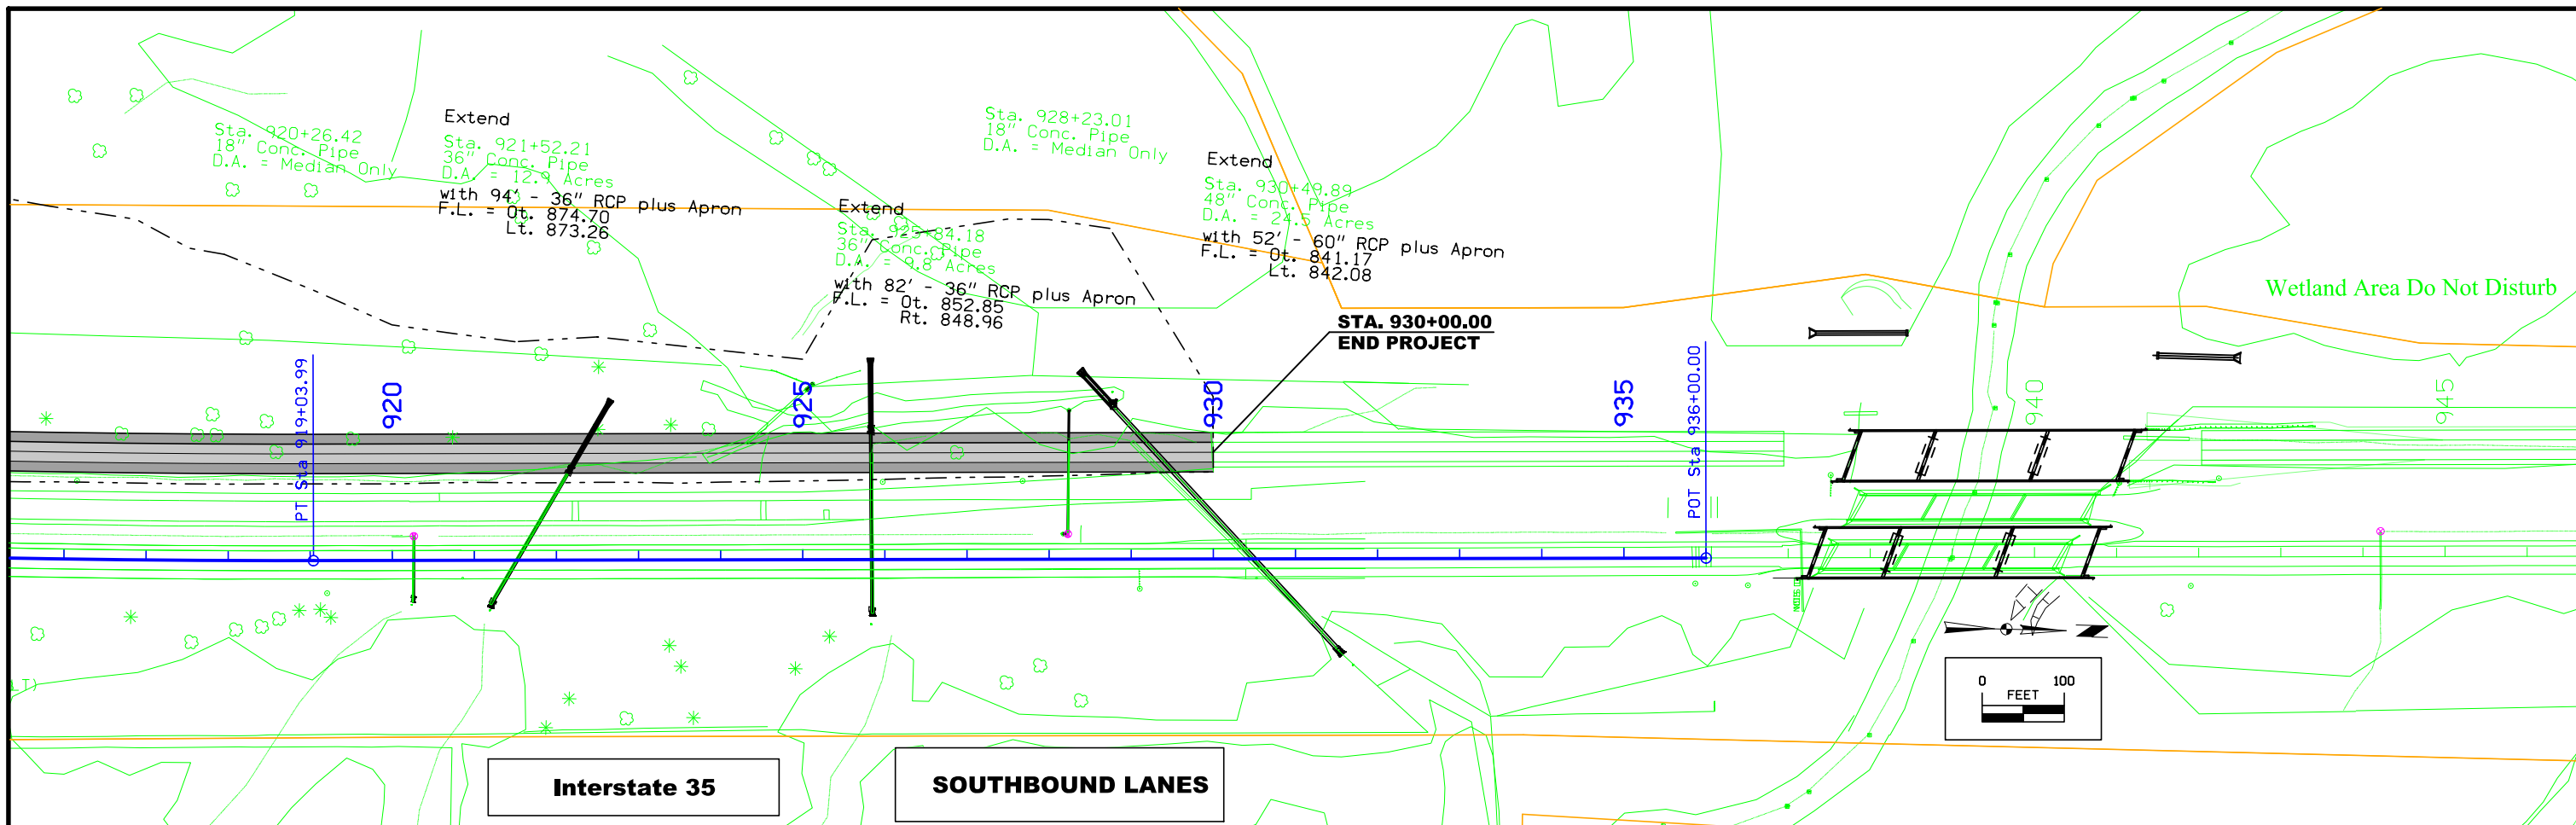 Sta. 920+26.42
18" Conc. Pipe
D.A. = Median Only
Extend
Sta. 921+52.21
36" Conc. Pipe
D.A. = 12.9 Acres
with 94' - 36" RCP plus Apron
F.L. = Ot. 874.70
Lt. 873.26
Extend
Sta. 925+84.18
36" Conc. Pipe
D.A. = 9.8 Acres
with 82' - 36" RCP plus Apron
F.L. = Ot. 852.85
Rt. 848.96
Sta. 928+23.01
18" Conc. Pipe
D.A. = Median Only
Extend
Sta. 930+49.89
48" Conc. Pipe
D.A. = 24.5 Acres
with 52' - 60" RCP plus Apron
F.L. = Ot. 841.17
Lt. 842.08
STA. 930+00.00
END PROJECT
Wetland Area Do Not Disturb
PT Sta 919+03.99
920
925
930
935
POT Sta 936+00.00
940
945
LT)
0 100
FEET
Interstate 35
SOUTHBOUND LANES